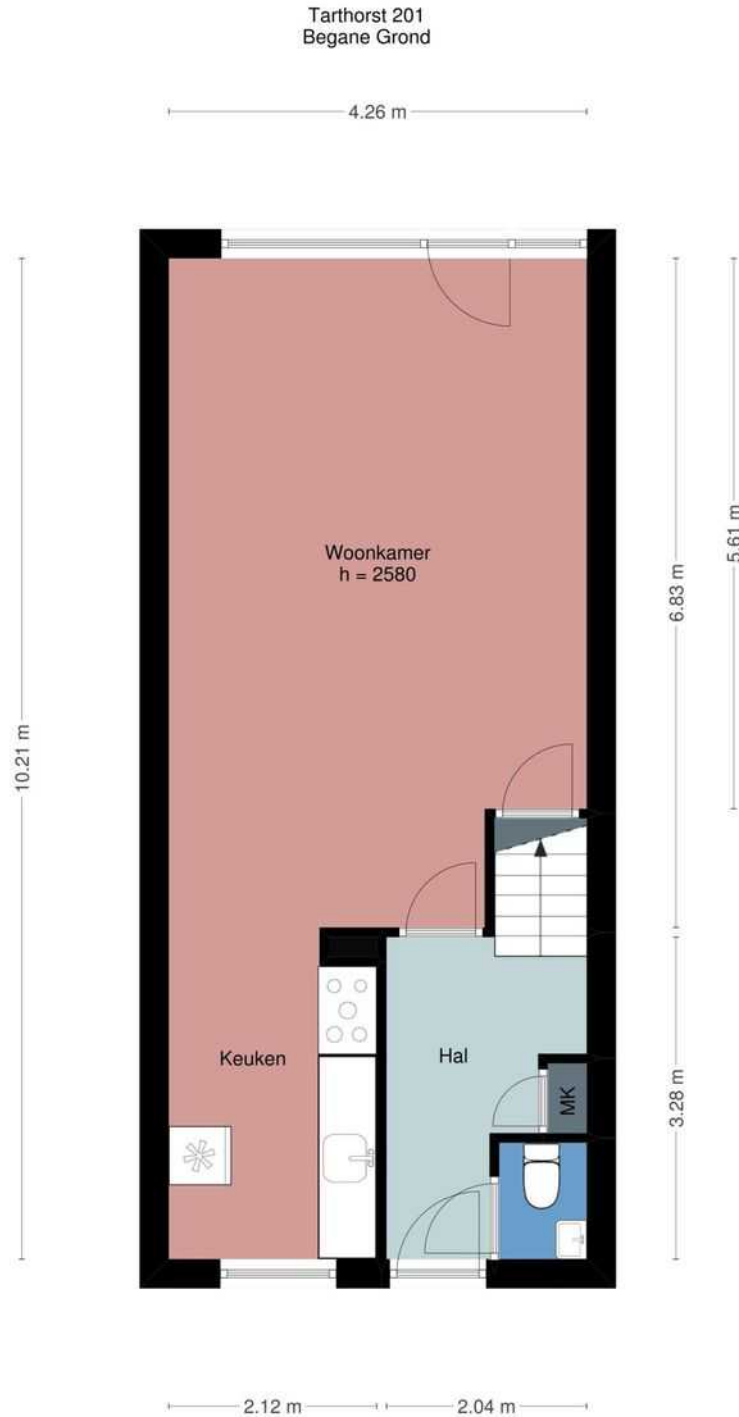 Tarthorst 201
Begane Grond
4.26 m
5.61 m
6.83 m
Woonkamer
h = 2580
10.21 m
Keuken
Hal
MK
3.28 m
2.12 m
2.04 m